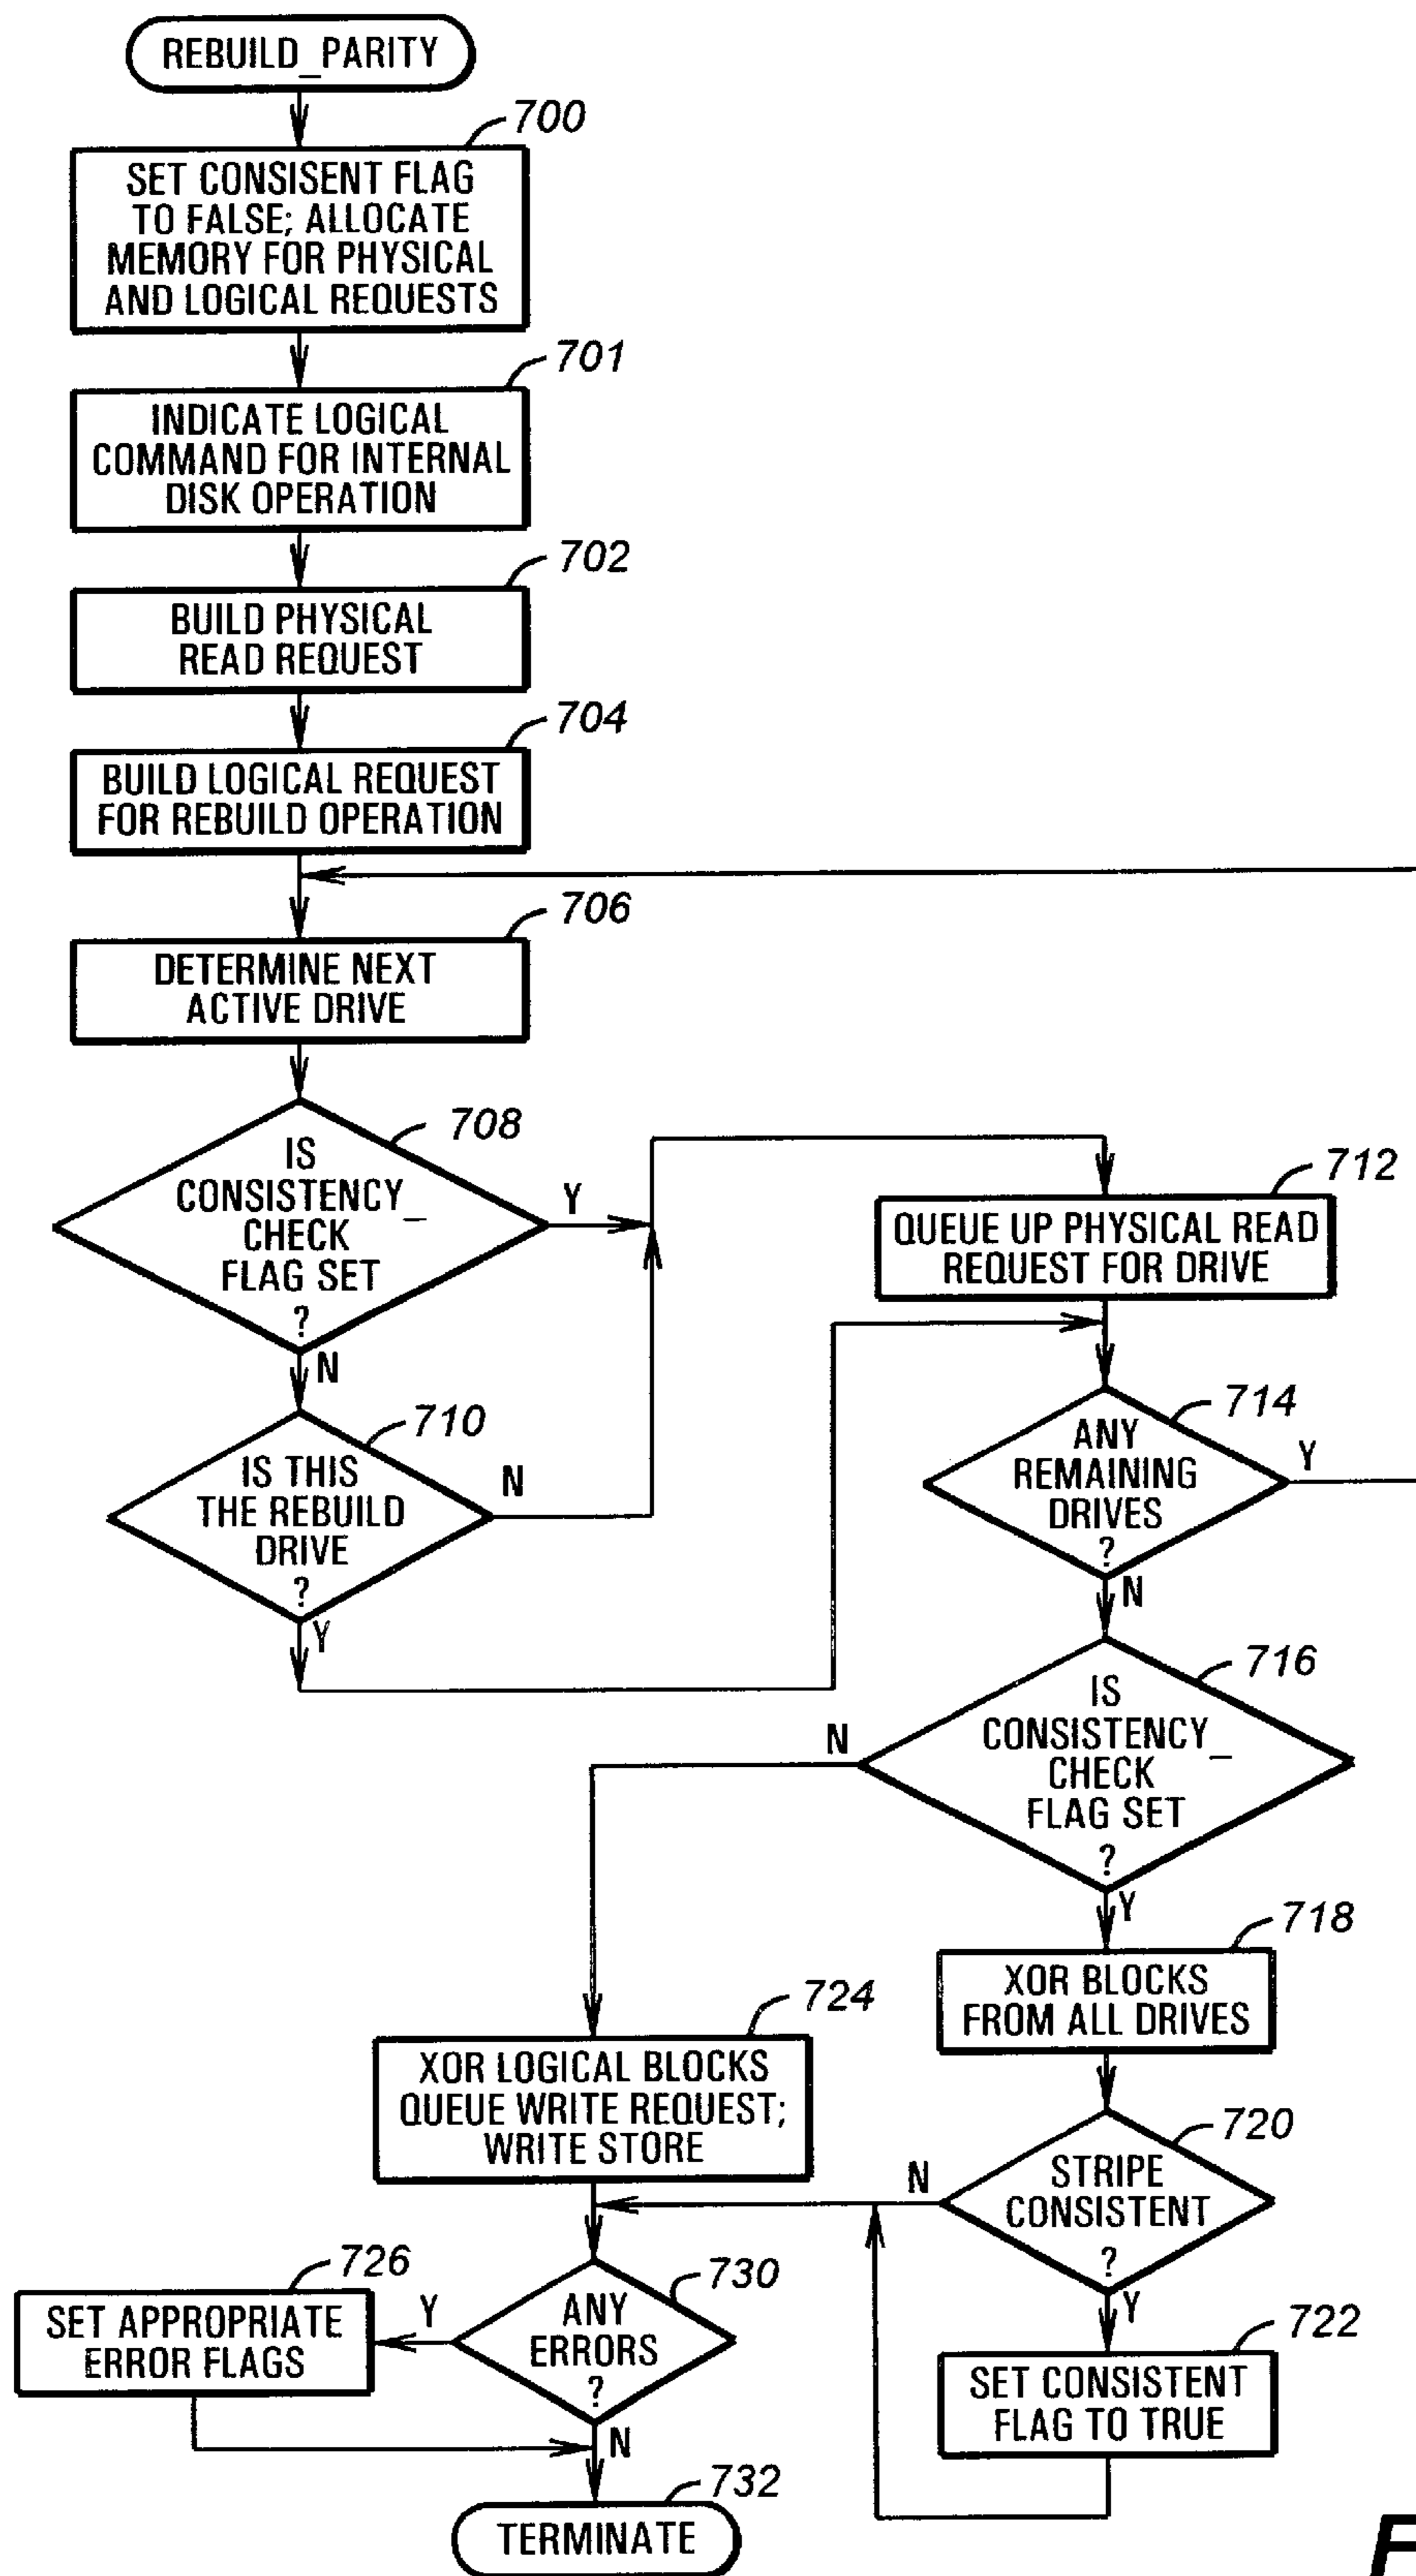 REBUILD_PARITY
700
SET CONSISENT FLAG
TO FALSE; ALLOCATE
MEMORY FOR PHYSICAL
AND LOGICAL REQUESTS
701
INDICATE LOGICAL
COMMAND FOR INTERNAL
DISK OPERATION
702
BUILD PHYSICAL
READ REQUEST
704
BUILD LOGICAL REQUEST
FOR REBUILD OPERATION
706
DETERMINE NEXT
ACTIVE DRIVE
708
IS
CONSISTENCY_
CHECK
FLAG SET
?
Y
N
710
IS THIS
THE REBUILD
DRIVE
?
N
Y
712
QUEUE UP PHYSICAL READ
REQUEST FOR DRIVE
714
ANY
REMAINING
DRIVES
?
Y
N
716
IS
CONSISTENCY_
CHECK
FLAG SET
?
N
Y
718
XOR BLOCKS
FROM ALL DRIVES
720
STRIPE
CONSISTENT
?
N
Y
722
SET CONSISTENT
FLAG TO TRUE
724
XOR LOGICAL BLOCKS
QUEUE WRITE REQUEST;
WRITE STORE
730
ANY
ERRORS
?
Y
N
726
SET APPROPRIATE
ERROR FLAGS
732
TERMINATE